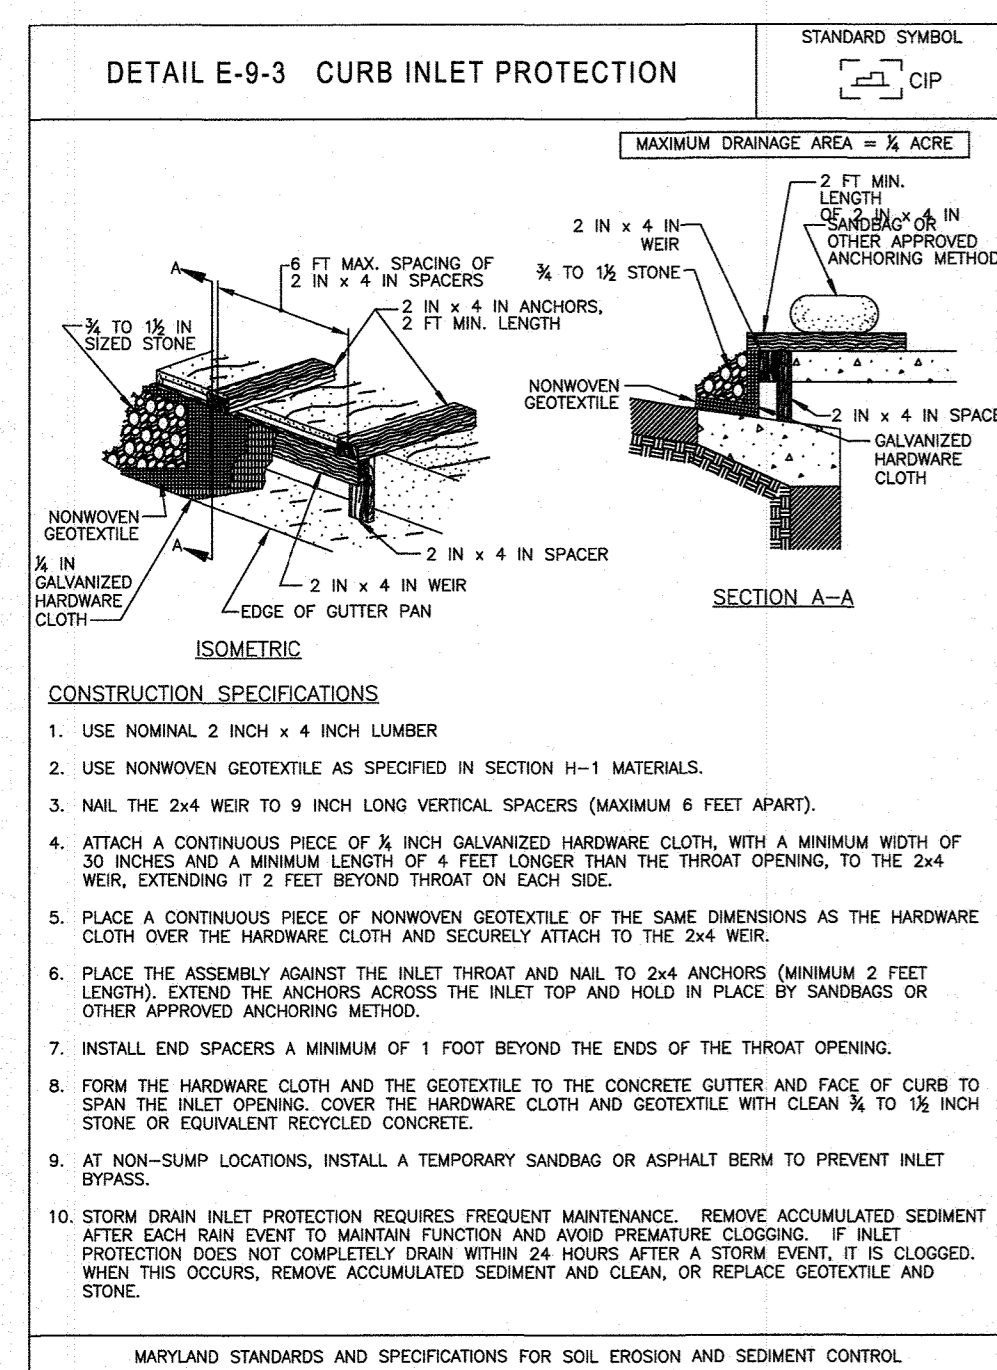 DETAIL E-9-3 CURB INLET PROTECTION
STANDARD SYMBOL
CIP
MAXIMUM DRAINAGE AREA = ¼ ACRE
2 FT MIN.
LENGTH
OF 2 IN x 4 IN
SANDBAG OR
OTHER APPROVED
ANCHORING METHOD
2 IN x 4 IN
WEIR
¾ TO 1½ STONE
NONWOVEN
GEOTEXTILE
2 IN x 4 IN SPACE
GALVANIZED
HARDWARE
CLOTH
SECTION A-A
A
6 FT MAX. SPACING OF
2 IN x 4 IN SPACERS
2 IN x 4 IN ANCHORS,
2 FT MIN. LENGTH
¾ TO 1½ IN
SIZED STONE
NONWOVEN
GEOTEXTILE
A
¼ IN
GALVANIZED
HARDWARE
CLOTH
2 IN x 4 IN SPACER
2 IN x 4 IN WEIR
EDGE OF GUTTER PAN
ISOMETRIC
CONSTRUCTION SPECIFICATIONS
1. USE NOMINAL 2 INCH x 4 INCH LUMBER
2. USE NONWOVEN GEOTEXTILE AS SPECIFIED IN SECTION H-1 MATERIALS.
3. NAIL THE 2x4 WEIR TO 9 INCH LONG VERTICAL SPACERS (MAXIMUM 6 FEET APART).
4. ATTACH A CONTINUOUS PIECE OF ¼ INCH GALVANIZED HARDWARE CLOTH, WITH A MINIMUM WIDTH OF
30 INCHES AND A MINIMUM LENGTH OF 4 FEET LONGER THAN THE THROAT OPENING, TO THE 2x4
WEIR, EXTENDING IT 2 FEET BEYOND THROAT ON EACH SIDE.
5. PLACE A CONTINUOUS PIECE OF NONWOVEN GEOTEXTILE OF THE SAME DIMENSIONS AS THE HARDWARE
CLOTH OVER THE HARDWARE CLOTH AND SECURELY ATTACH TO THE 2x4 WEIR.
6. PLACE THE ASSEMBLY AGAINST THE INLET THROAT AND NAIL TO 2x4 ANCHORS (MINIMUM 2 FEET
LENGTH). EXTEND THE ANCHORS ACROSS THE INLET TOP AND HOLD IN PLACE BY SANDBAGS OR
OTHER APPROVED ANCHORING METHOD.
7. INSTALL END SPACERS A MINIMUM OF 1 FOOT BEYOND THE ENDS OF THE THROAT OPENING.
8. FORM THE HARDWARE CLOTH AND THE GEOTEXTILE TO THE CONCRETE GUTTER AND FACE OF CURB TO
SPAN THE INLET OPENING. COVER THE HARDWARE CLOTH AND GEOTEXTILE WITH CLEAN ¾ TO 1½ INCH
STONE OR EQUIVALENT RECYCLED CONCRETE.
9. AT NON-SUMP LOCATIONS, INSTALL A TEMPORARY SANDBAG OR ASPHALT BERM TO PREVENT INLET
BYPASS.
10. STORM DRAIN INLET PROTECTION REQUIRES FREQUENT MAINTENANCE. REMOVE ACCUMULATED SEDIMENT
AFTER EACH RAIN EVENT TO MAINTAIN FUNCTION AND AVOID PREMATURE CLOGGING. IF INLET
PROTECTION DOES NOT COMPLETELY DRAIN WITHIN 24 HOURS AFTER A STORM EVENT, IT IS CLOGGED.
WHEN THIS OCCURS, REMOVE ACCUMULATED SEDIMENT AND CLEAN, OR REPLACE GEOTEXTILE AND
STONE.
MARYLAND STANDARDS AND SPECIFICATIONS FOR SOIL EROSION AND SEDIMENT CONTROL